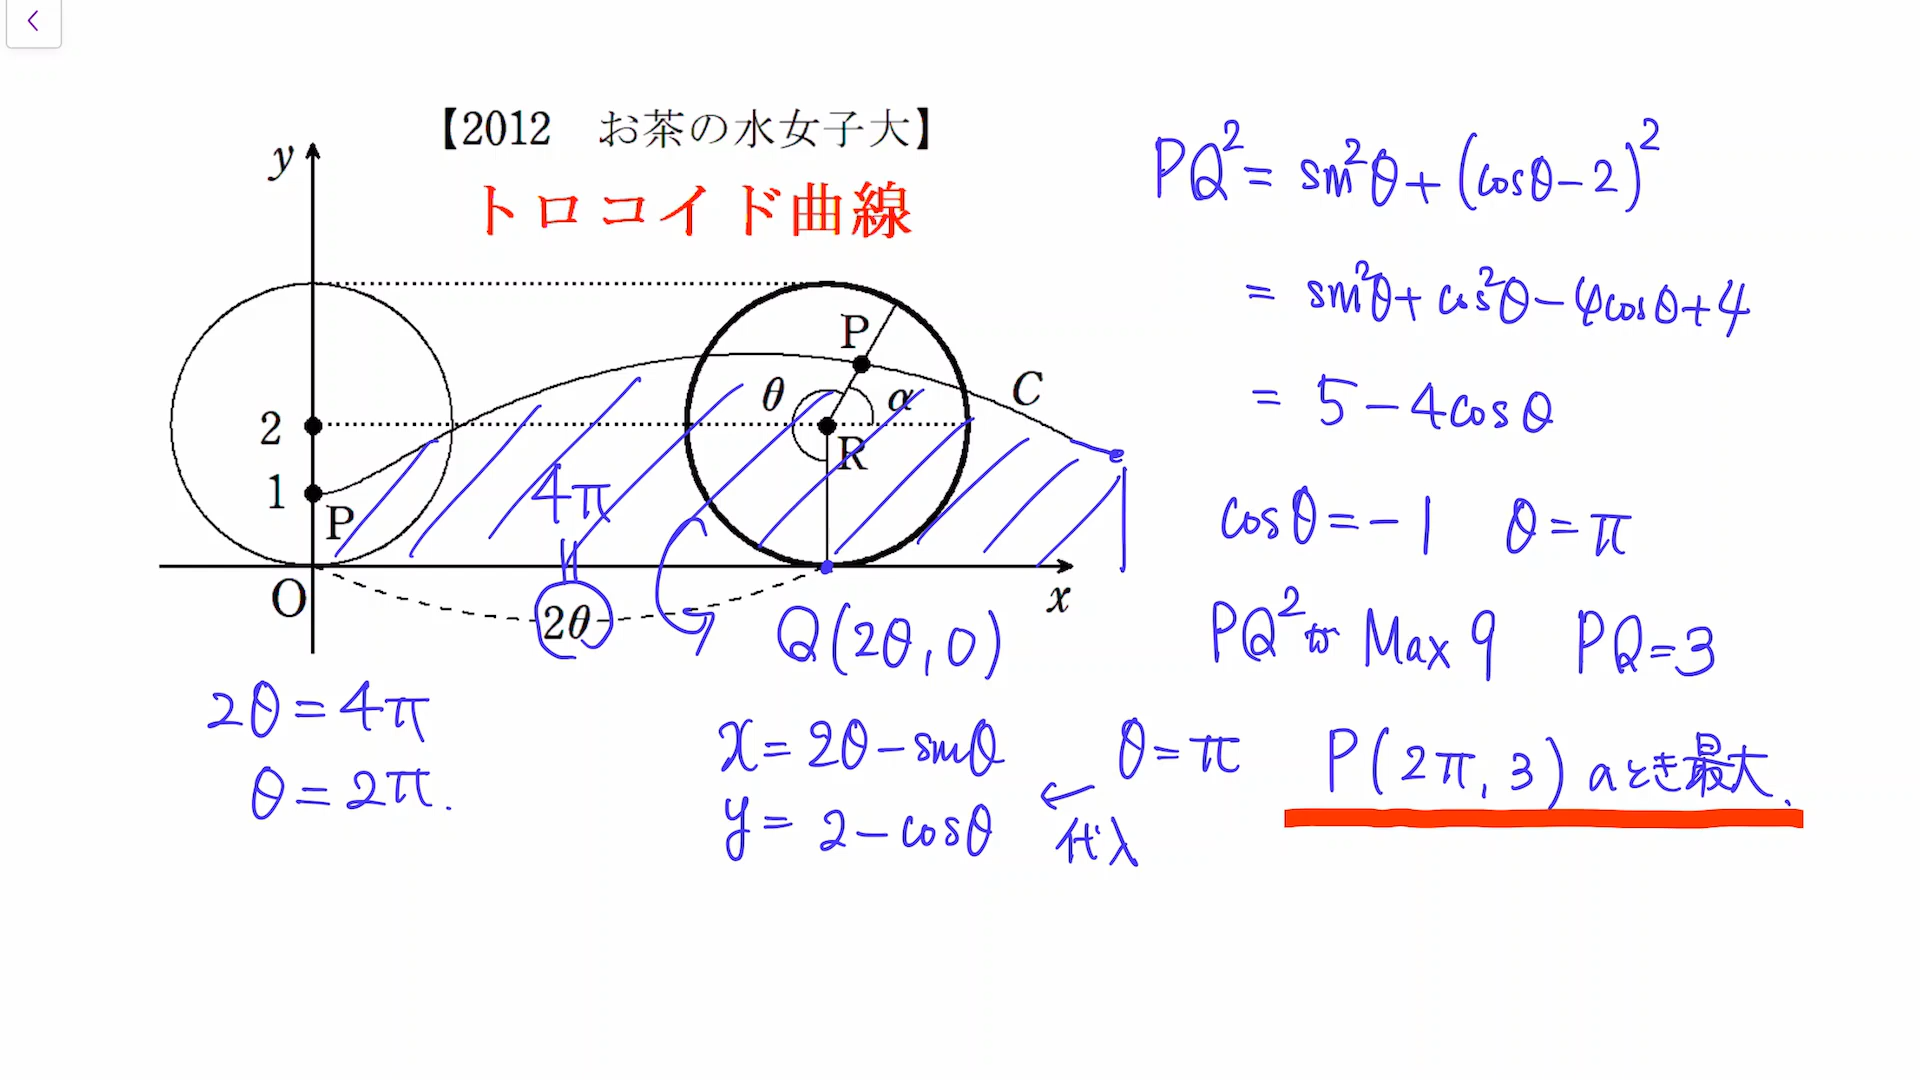 【2012 お茶の水女子大】
トロコイド曲線
y
2
1
P
O
P
θ
α
R
C
x
4π
2θ
Q(2θ, 0)
2θ = 4π
θ = 2π.
x = 2θ - sinθ
y = 2 - cosθ
θ = π
代入
PQ² = sin²θ + (cosθ - 2)²
= sin²θ + cos²θ - 4cosθ + 4
= 5 - 4cosθ
cosθ = -1 θ = π
PQ² が Max 9 PQ = 3
P(2π, 3) のとき最大.